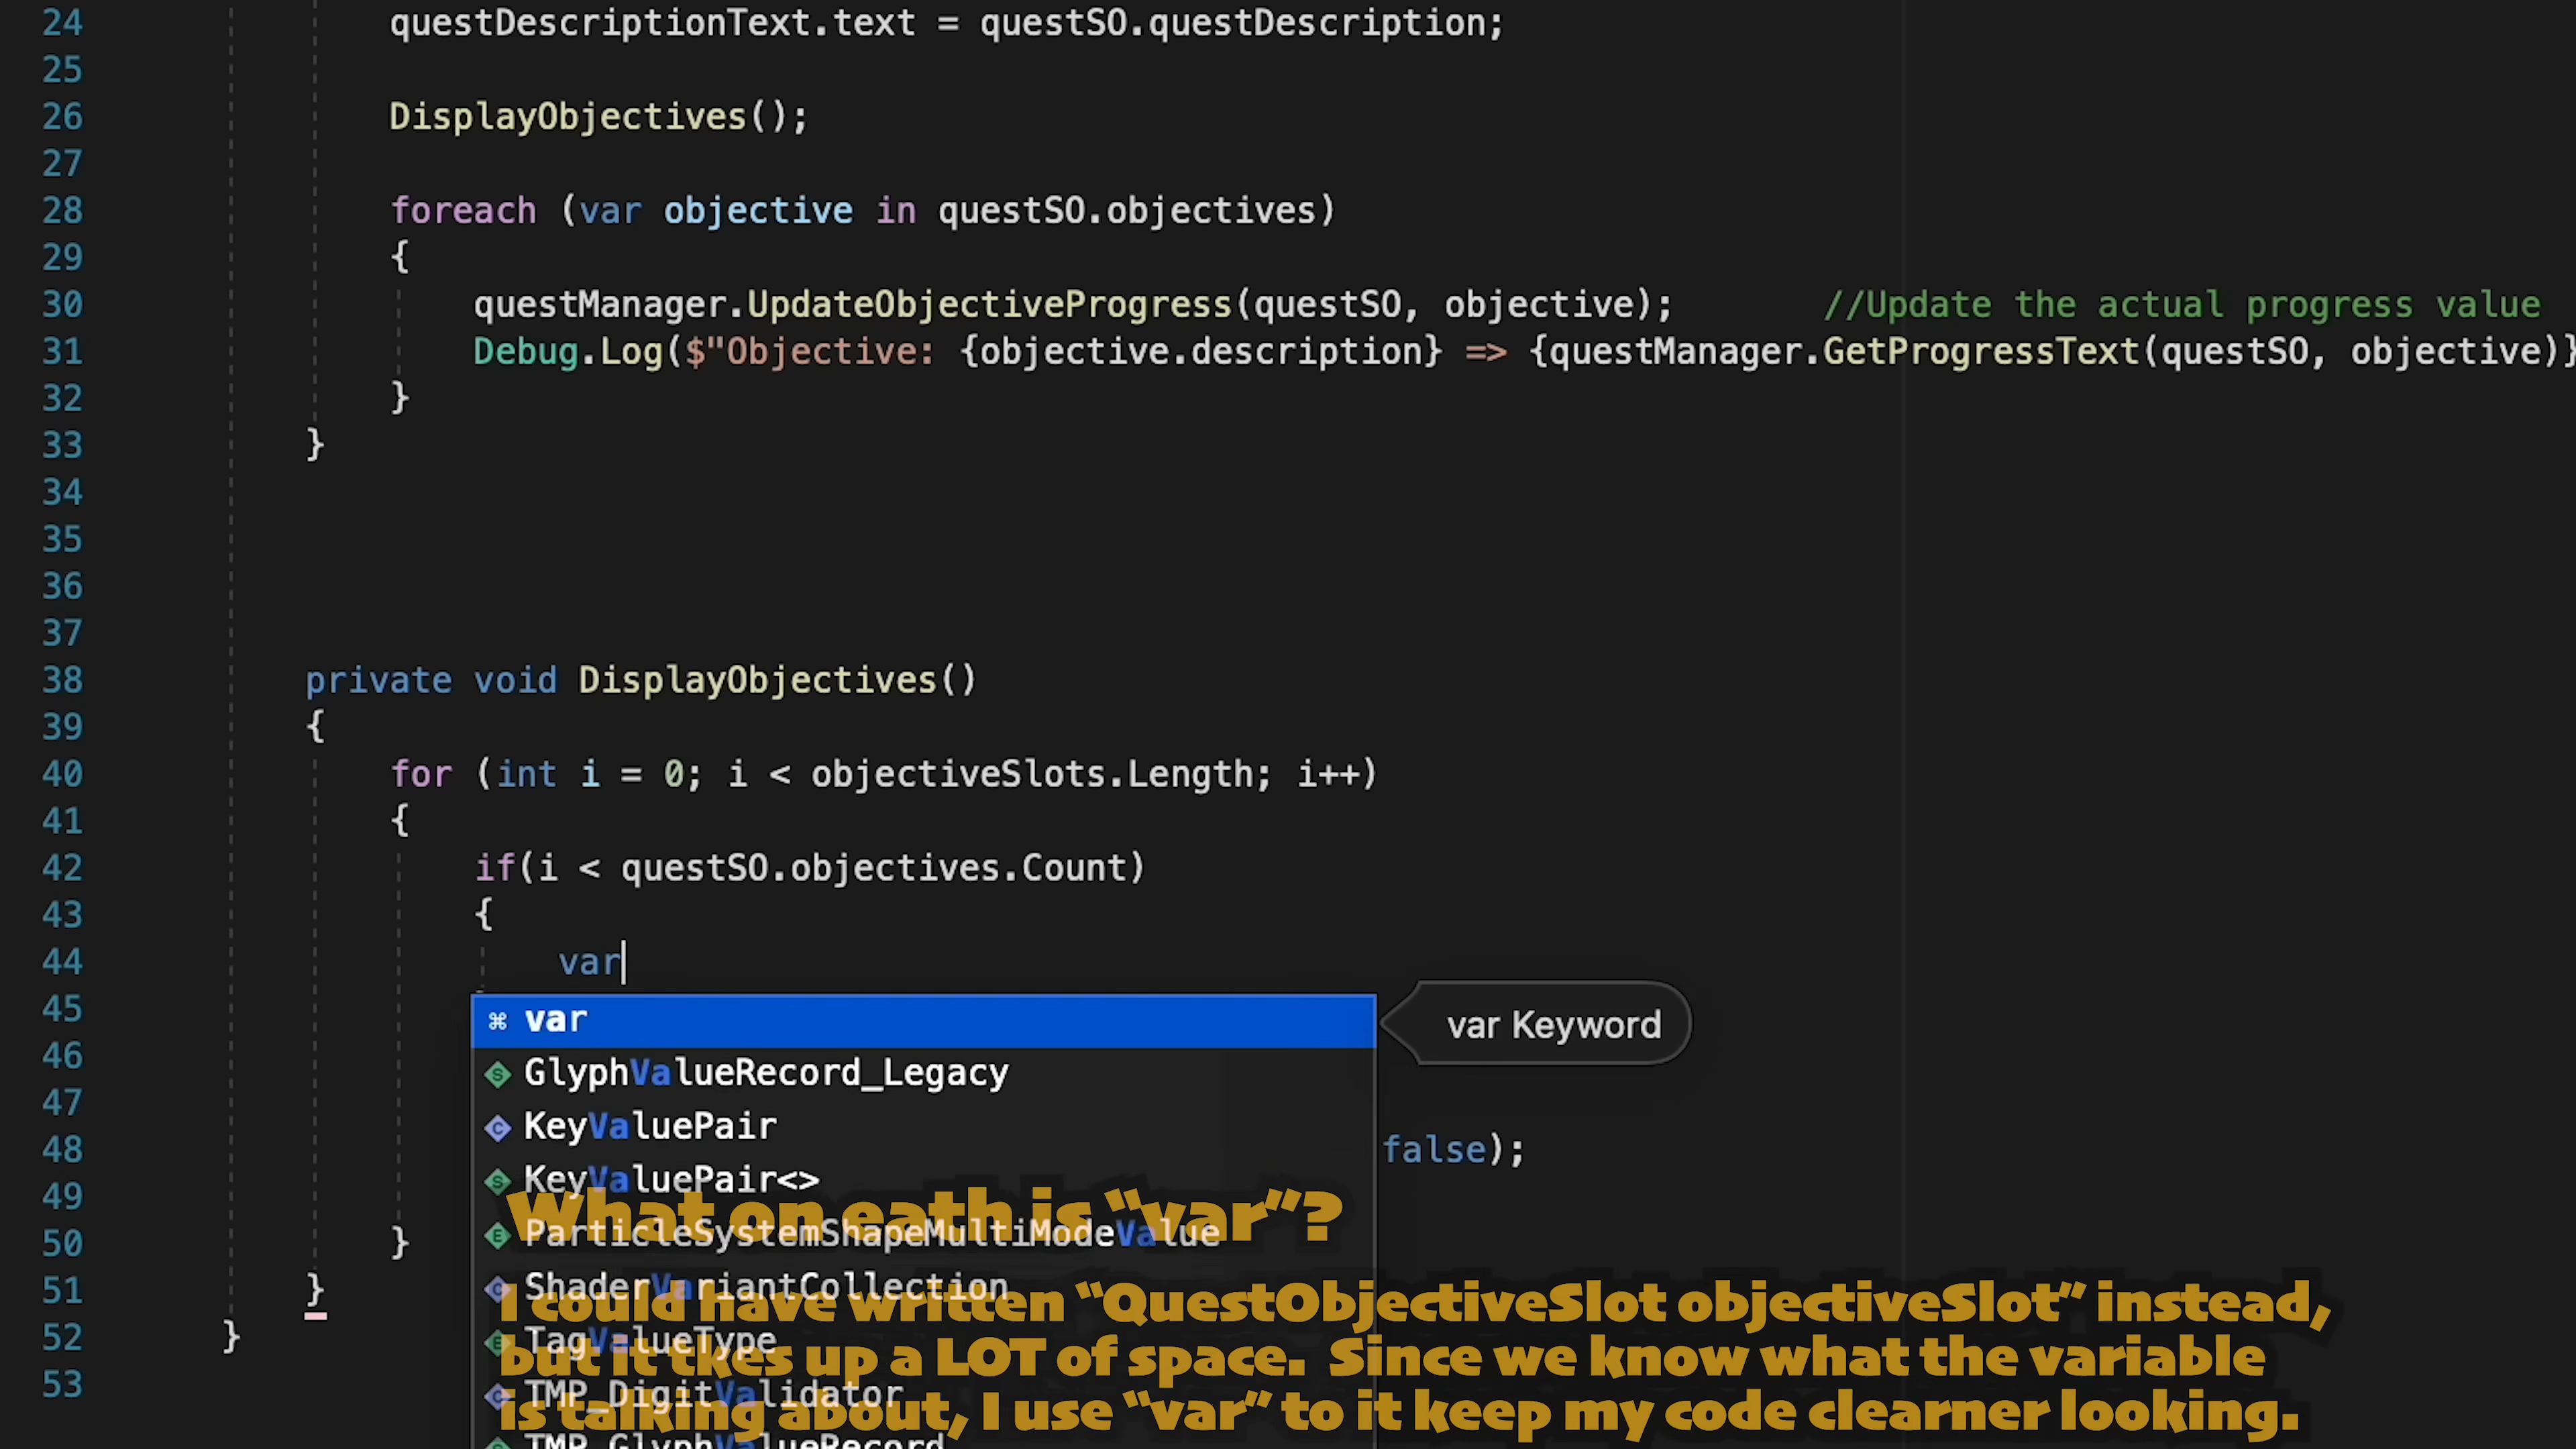 24 questDescriptionText.text = questSO.questDescription;
25
26 DisplayObjectives();
27
28 foreach (var objective in questSO.objectives)
29 {
30 questManager.UpdateObjectiveProgress(questSO, objective); //Update the actual progress value
31 Debug.Log($"Objective: {objective.description} => {questManager.GetProgressText(questSO, objective)}
32 }
33 }
34
35
36
37
38 private void DisplayObjectives()
39 {
40 for (int i = 0; i < objectiveSlots.Length; i++)
41 {
42 if(i < questSO.objectives.Count)
43 {
44 var
45
⌘ var
var Keyword
46
GlyphValueRecord_Legacy
47
KeyValuePair
48 false);
KeyValuePair<>
49
What on eath is "var"?
ParticleSystemShapeMultiModeValue
50 }
ShaderVariantCollection
51 }
I could have written "QuestObjectiveSlot objectiveSlot" instead,
52 }
TagValueType
but it tkes up a LOT of space. Since we know what the variable
53
TMP_DigitValidator
is talking about, I use "var" to it keep my code clearner looking.
TMP_GlyphValueRecord